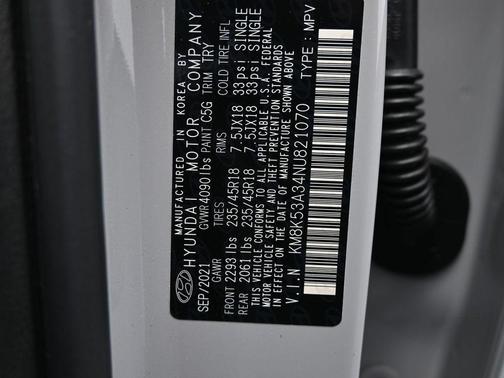 MANUFACTURED IN KOREA BY
HYUNDAI MOTOR COMPANY
SEP/2021 GVWR 4090lbs PAINT C5G TRIM TRY
GAWR TIRES RIMS COLD TIRE INFL
FRONT 2293lbs 235/45R18 7.5JX18 33psi SINGLE
REAR 2061lbs 235/45R18 7.5JX18 33psi SINGLE
THIS VEHICLE CONFORMS TO ALL APPLICABLE U.S.A. FEDERAL
MOTOR VEHICLE SAFETY AND THEFT PREVENTION STANDARDS
IN EFFECT ON THE DATE OF MANUFACTURE SHOWN ABOVE
V.I.N KM8K53A34NU821070 TYPE : MPV